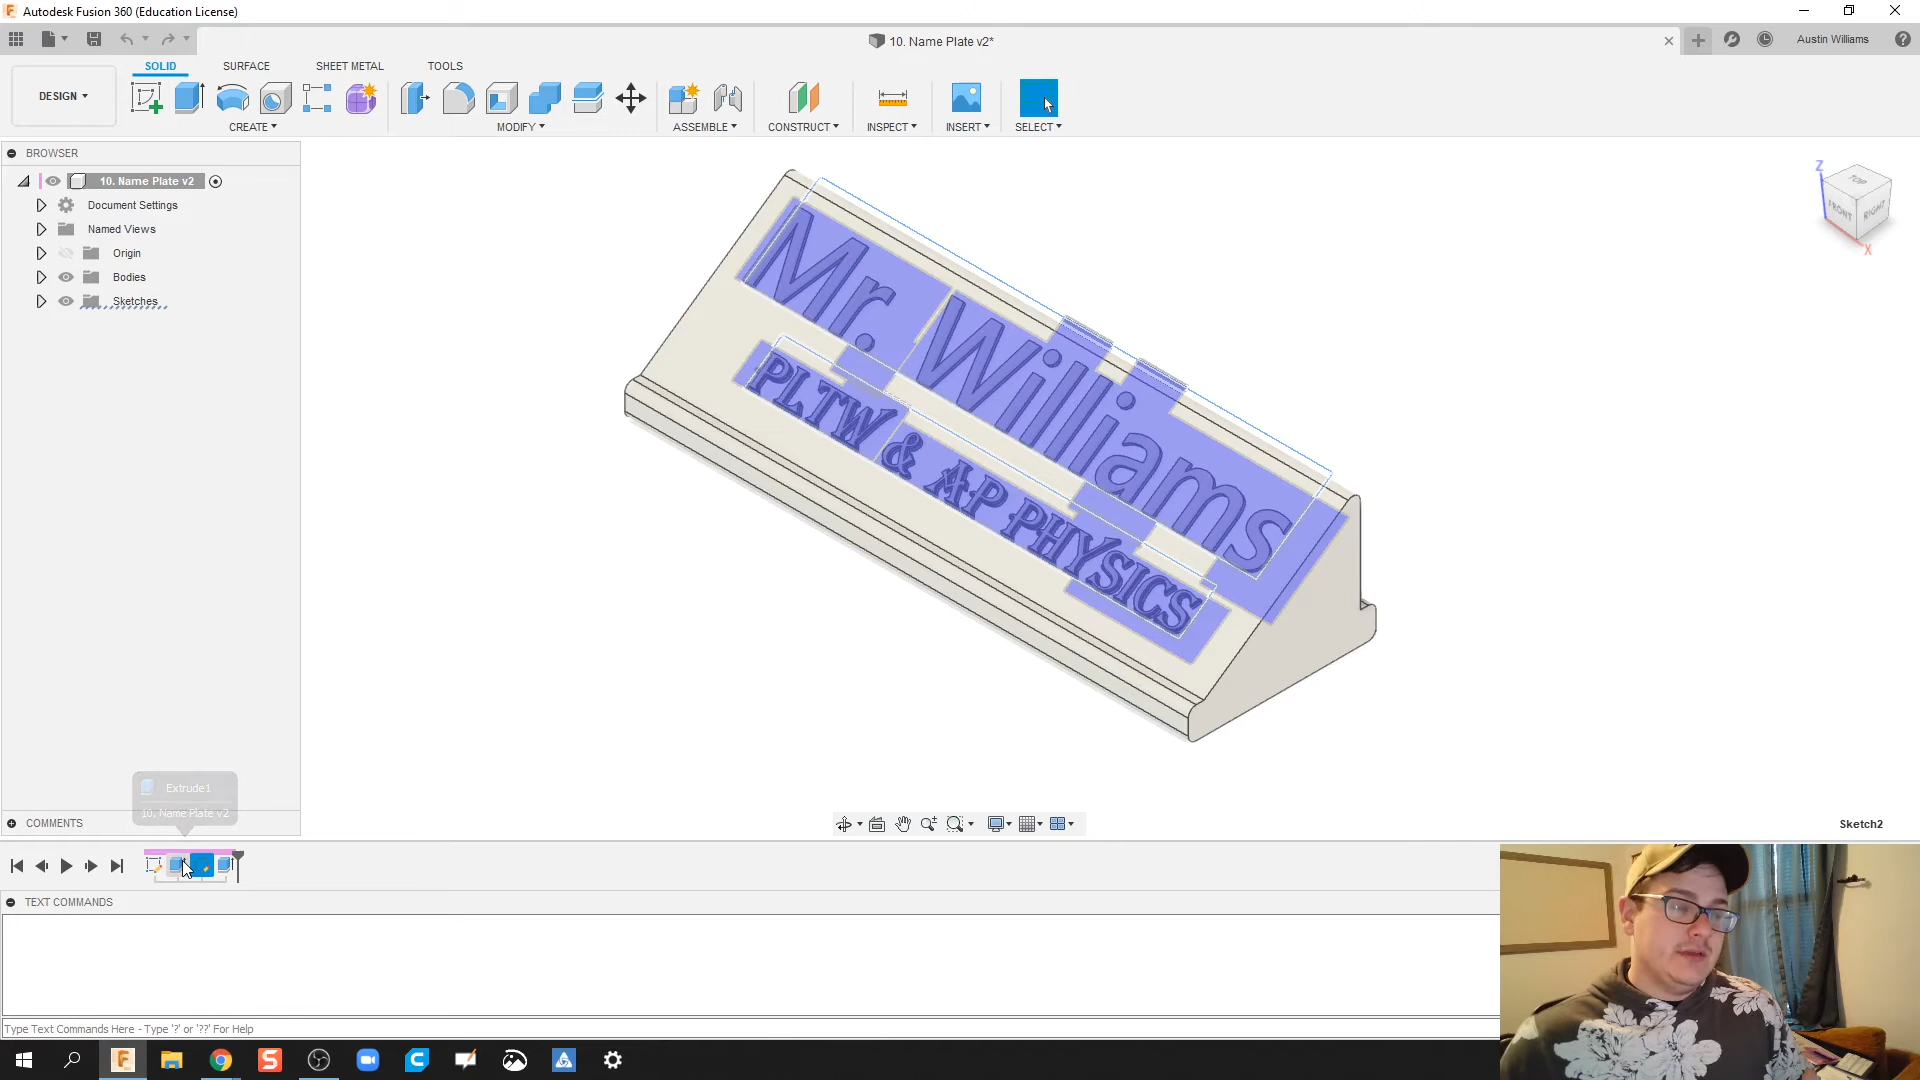 Autodesk Fusion 360 (Education License)
10. Name Plate v2*
Austin Williams
SOLID
SURFACE
SHEET METAL
TOOLS
DESIGN
CREATE
MODIFY
ASSEMBLE
CONSTRUCT
INSPECT
INSERT
SELECT
BROWSER
10. Name Plate v2
Document Settings
Named Views
Origin
Bodies
Sketches
Mr. Williams
PLTW & AP PHYSICS
Z
TOP
FRONT
RIGHT
X
Extrude1
10. Name Plate v2
COMMENTS
Sketch2
TEXT COMMANDS
Type Text Commands Here - Type '?' or '??' For Help